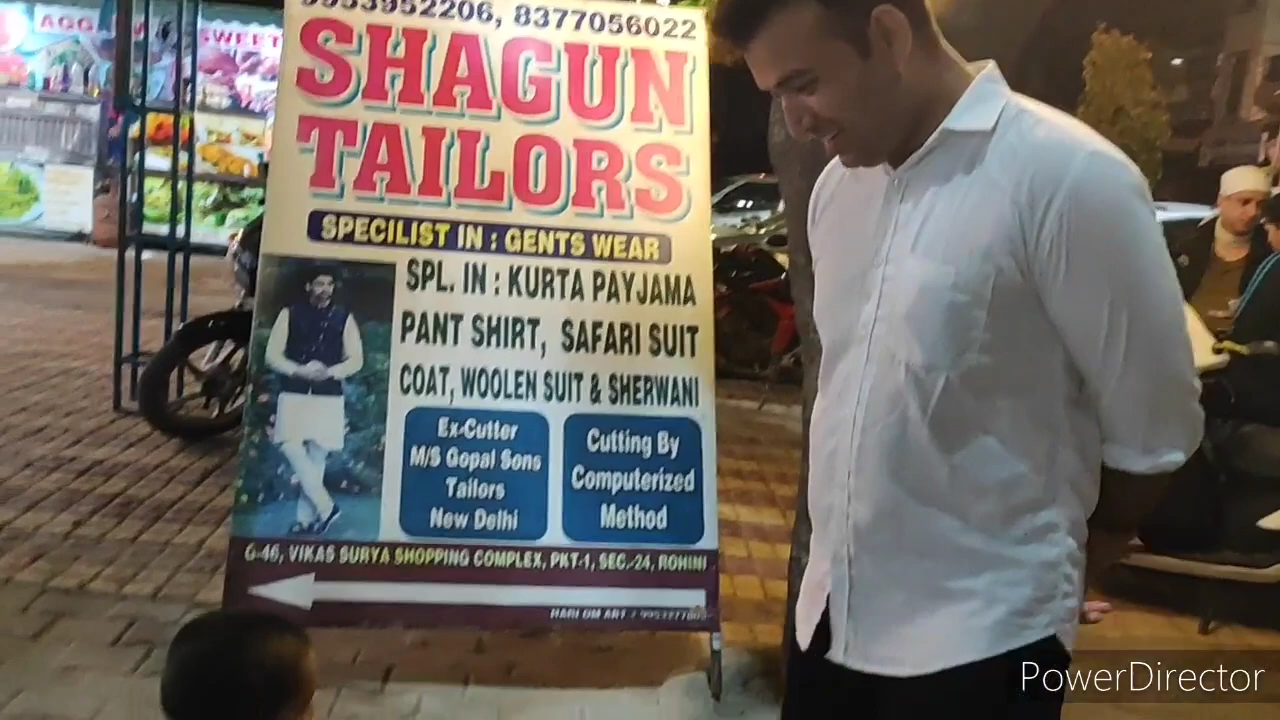 9953952206, 8377056022
SHAGUN
TAILORS
SPECILIST IN : GENTS WEAR
SPL. IN : KURTA PAYJAMA
PANT SHIRT, SAFARI SUIT
COAT, WOOLEN SUIT & SHERWANI
Ex-Cutter
M/S Gopal Sons
Tailors
New Delhi
Cutting By
Computerized
Method
G-46, VIKAS SURYA SHOPPING COMPLEX, PKT-1, SEC.-24, ROHINI
HARI OM ART
SWEET
PowerDirector